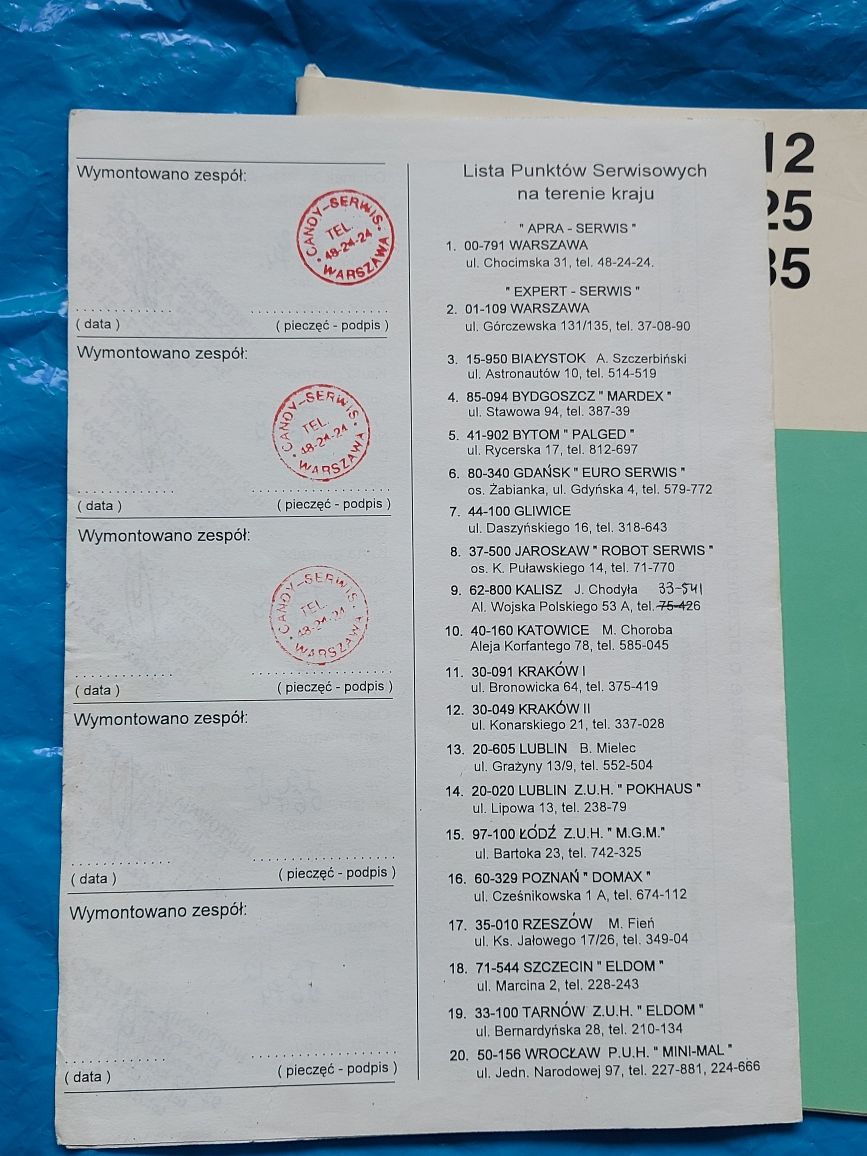 Wymontowano zespół:
CANDY-SERWIS.
TEL.
48-24-24
WARSZAWA
( data ) ( pieczęć - podpis )
Wymontowano zespół:
CANDY-SERWIS.
TEL.
48-24-24
WARSZAWA
( data ) ( pieczęć - podpis )
Wymontowano zespół:
CANDY-SERWIS.
TEL.
48-24-24
WARSZAWA
( data ) ( pieczęć - podpis )
Wymontowano zespół:
( data ) ( pieczęć - podpis )
Wymontowano zespół:
( data ) ( pieczęć - podpis )
Lista Punktów Serwisowych
na terenie kraju
" APRA - SERWIS "
1. 00-791 WARSZAWA
ul. Chocimska 31, tel. 48-24-24.
" EXPERT - SERWIS "
2. 01-109 WARSZAWA
ul. Górczewska 131/135, tel. 37-08-90
3. 15-950 BIAŁYSTOK A. Szczerbiński
ul. Astronautów 10, tel. 514-519
4. 85-094 BYDGOSZCZ " MARDEX "
ul. Stawowa 94, tel. 387-39
5. 41-902 BYTOM " PALGED "
ul. Rycerska 17, tel. 812-697
6. 80-340 GDAŃSK " EURO SERWIS "
os. Żabianka, ul. Gdyńska 4, tel. 579-772
7. 44-100 GLIWICE
ul. Daszyńskiego 16, tel. 318-643
8. 37-500 JAROSŁAW " ROBOT SERWIS "
os. K. Puławskiego 14, tel. 71-770
9. 62-800 KALISZ J. Chodyła 33-541
Al. Wojska Polskiego 53 A, tel. 75-426
10. 40-160 KATOWICE M. Choroba
Aleja Korfantego 78, tel. 585-045
11. 30-091 KRAKÓW I
ul. Bronowicka 64, tel. 375-419
12. 30-049 KRAKÓW II
ul. Konarskiego 21, tel. 337-028
13. 20-605 LUBLIN B. Mielec
ul. Grażyny 13/9, tel. 552-504
14. 20-020 LUBLIN Z.U.H. " POKHAUS "
ul. Lipowa 13, tel. 238-79
15. 97-100 ŁÓDŹ Z.U.H. " M.G.M."
ul. Bartoka 23, tel. 742-325
16. 60-329 POZNAŃ " DOMAX "
ul. Cześnikowska 1 A, tel. 674-112
17. 35-010 RZESZÓW M. Fień
ul. Ks. Jałowego 17/26, tel. 349-04
18. 71-544 SZCZECIN " ELDOM "
ul. Marcina 2, tel. 228-243
19. 33-100 TARNÓW Z.U.H. " ELDOM "
ul. Bernardyńska 28, tel. 210-134
20. 50-156 WROCŁAW P.U.H. " MINI-MAL "
ul. Jedn. Narodowej 97, tel. 227-881, 224-666
12
25
35